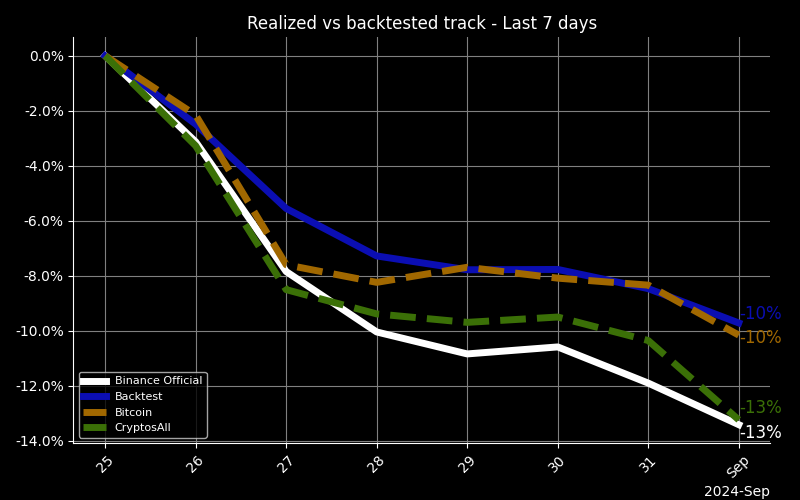 Realized vs backtested track - Last 7 days
0.0%
-2.0%
-4.0%
-6.0%
-8.0%
-10.0%
-12.0%
-14.0%
-10%
-10%
-13%
-13%
Binance Official
Backtest
Bitcoin
CryptosAll
25
26
27
28
29
30
31
Sep
2024-Sep